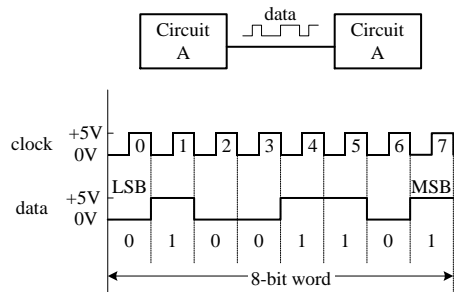 data
Circuit A
Circuit A
clock
+5V
0V
0 1 2 3 4 5 6 7
LSB
MSB
data
+5V
0V
0 1 0 0 1 1 0 1
8-bit word